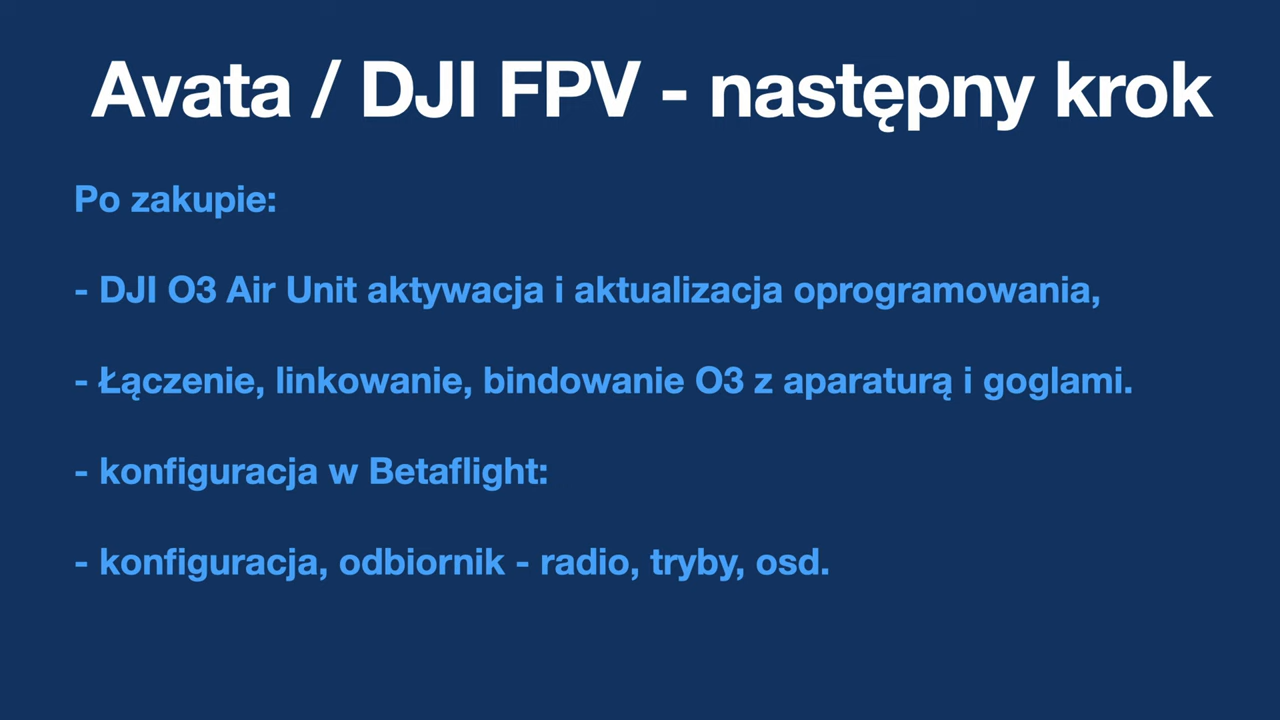 Avata / DJI FPV - następny krok
Po zakupie:
- DJI O3 Air Unit aktywacja i aktualizacja oprogramowania,
- Łączenie, linkowanie, bindowanie O3 z aparaturą i goglami.
- konfiguracja w Betaflight:
- konfiguracja, odbiornik - radio, tryby, osd.